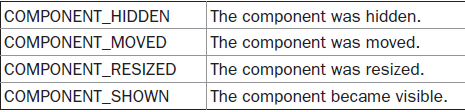 COMPONENT_HIDDEN The component was hidden.
COMPONENT_MOVED The component was moved.
COMPONENT_RESIZED The component was resized.
COMPONENT_SHOWN The component became visible.